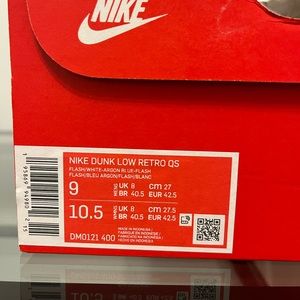 NIKE
NIKE DUNK LOW RETRO QS
FLASH/WHITE-ARGON BLUE-FLASH
FLASH/BLEU ARGON/FLASH/BLANC
9 MENS UK 8 CM 27
BR 40.5 EUR 42.5
10.5 WMNS UK 8 CM 27.5
BR 40.5 EUR 42.5
DM0121 400
MADE IN INDONESIA
FABRIQUÉ EN INDONÉSIE